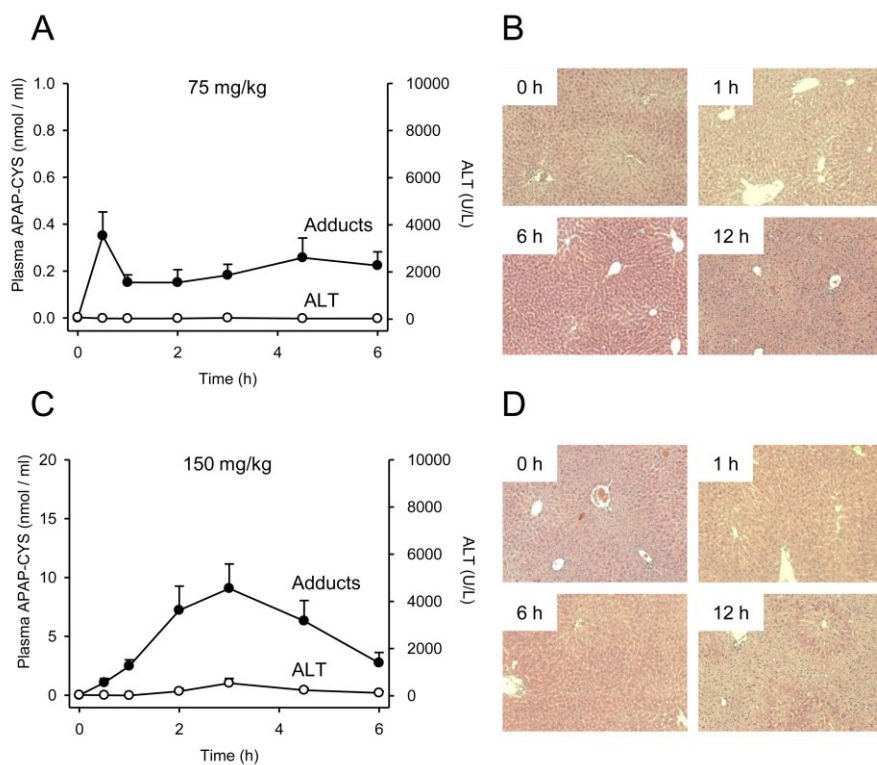 A
75 mg/kg
Plasma APAP-CYS (nmol / ml)
1.0
0.8
0.6
0.4
0.2
0.0
10000
8000
6000
4000
2000
0
ALT (U/L)
Adducts
ALT
0 2 4 6
Time (h)
B
0 h
1 h
6 h
12 h
C
150 mg/kg
Plasma APAP-CYS (nmol / ml)
20
15
10
5
0
10000
8000
6000
4000
2000
0
ALT (U/L)
Adducts
ALT
0 2 4 6
Time (h)
D
0 h
1 h
6 h
12 h